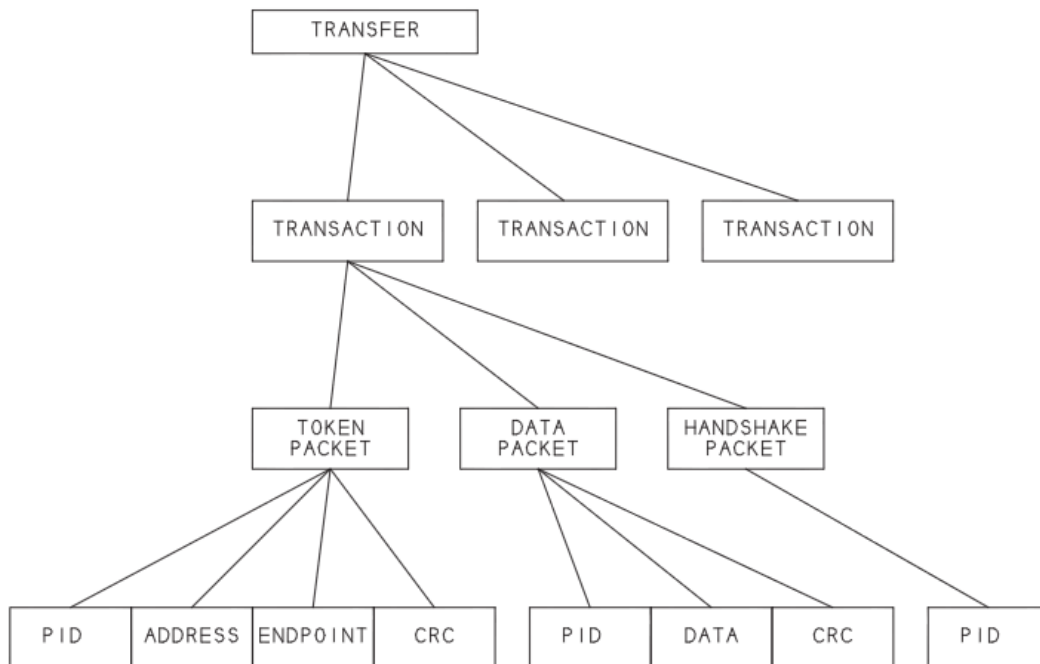 TRANSFER
TRANSACTION
TRANSACTION
TRANSACTION
TOKEN
PACKET
DATA
PACKET
HANDSHAKE
PACKET
PID
ADDRESS
ENDPOINT
CRC
PID
DATA
CRC
PID